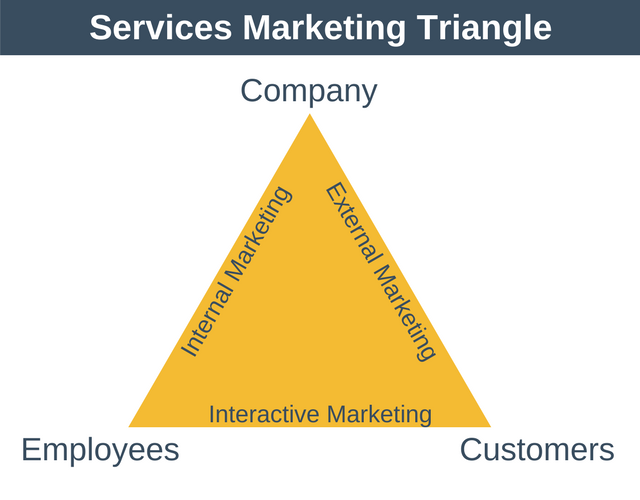 Services Marketing Triangle
Company
Internal Marketing
External Marketing
Interactive Marketing
Employees
Customers